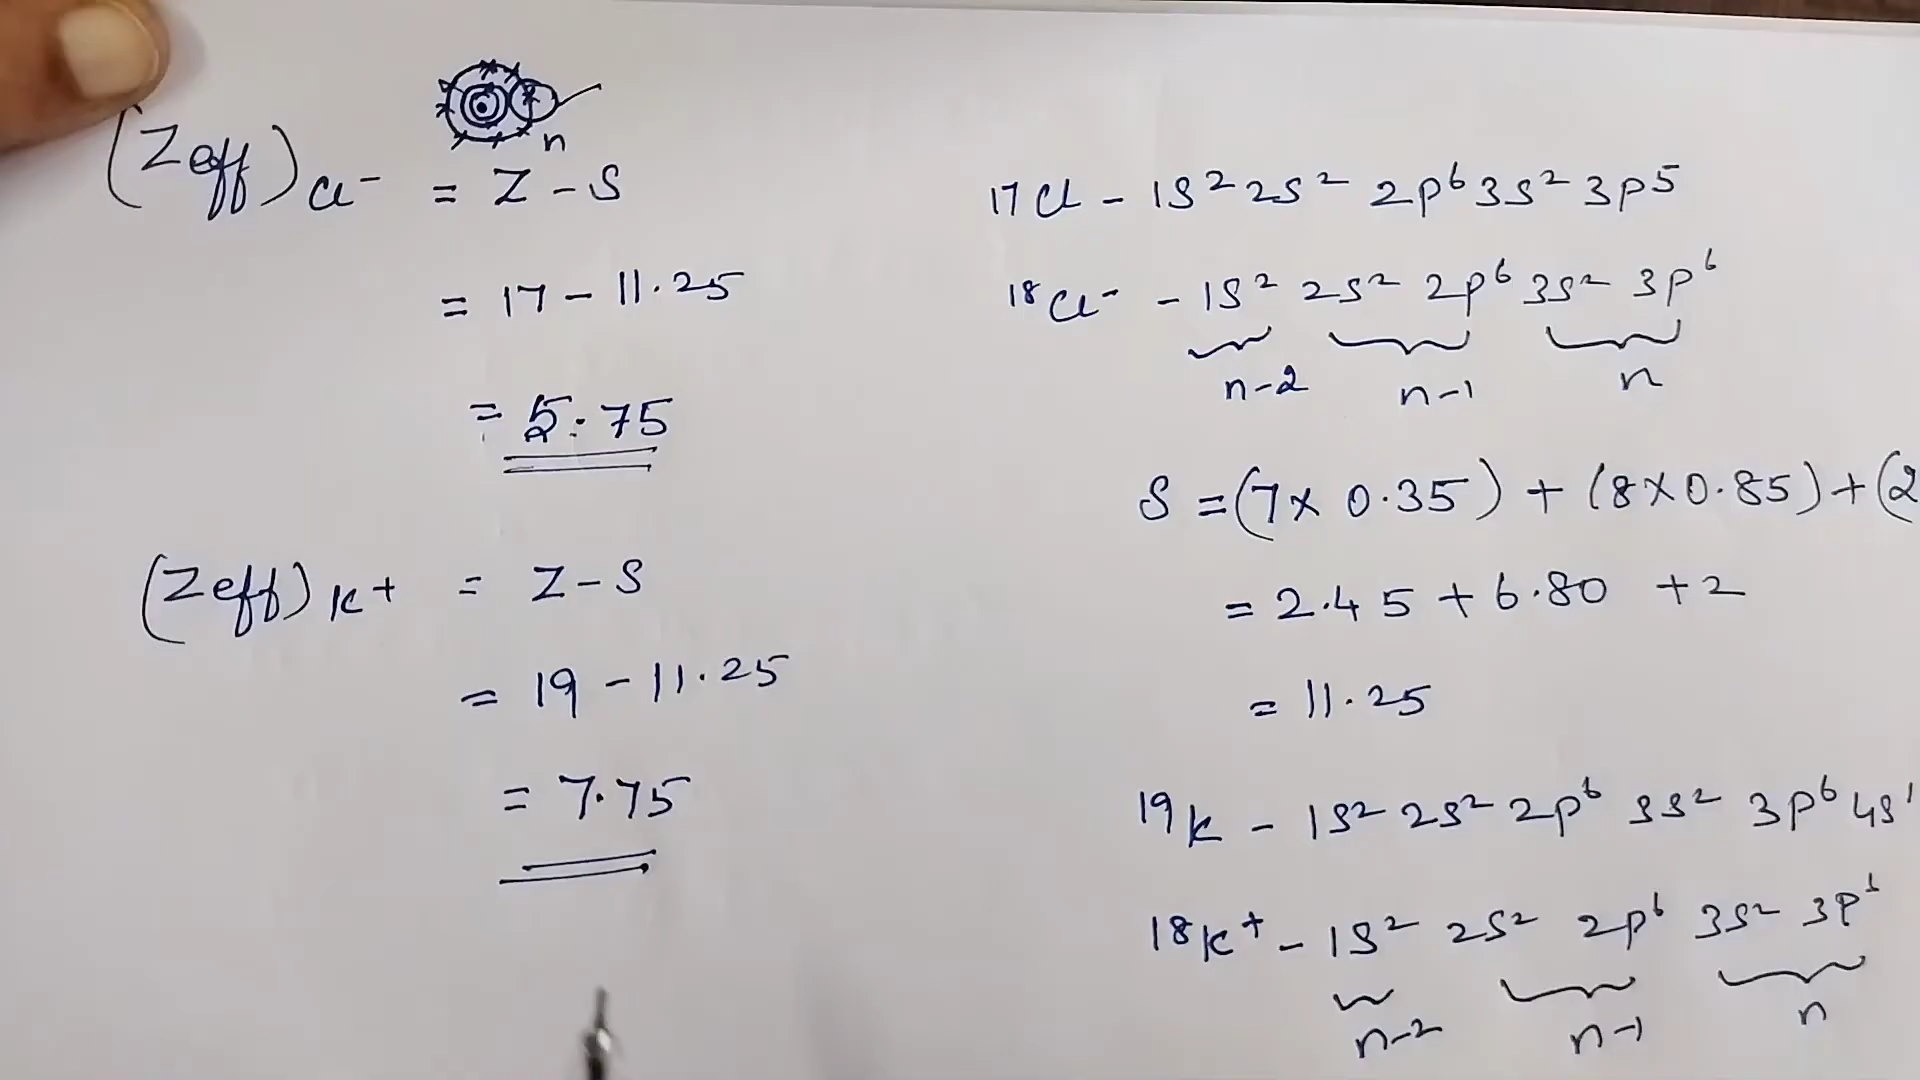 n
(Zeff)Cl⁻ = Z - S
= 17 - 11.25
= 5.75
(Zeff)K+ = Z - S
= 19 - 11.25
= 7.75
17Cl - 1S² 2S² 2p⁶ 3S² 3p⁵
18Cl⁻ - 1S² 2S² 2p⁶ 3S² 3p⁶
n-2 n-1 n
S = (7 x 0.35) + (8 x 0.85) + (2
= 2.45 + 6.80 + 2
= 11.25
19K - 1S² 2S² 2p⁶ 3S² 3p⁶ 4S¹
18K+ - 1S² 2S² 2p⁶ 3S² 3p⁶
n-2 n-1 n